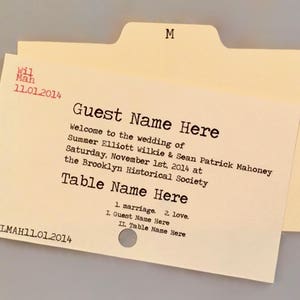 M
Wil
Mah
11.01.2014
Guest Name Here
Welcome to the wedding of
Summer Elliott Wilkie & Sean Patrick Mahoney
Saturday, November 1st, 2014 at
the Brooklyn Historical Society
Table Name Here
1. marriage. 2. love.
I. Guest Name Here
II. Table Name Here
LMAH11.01.2014